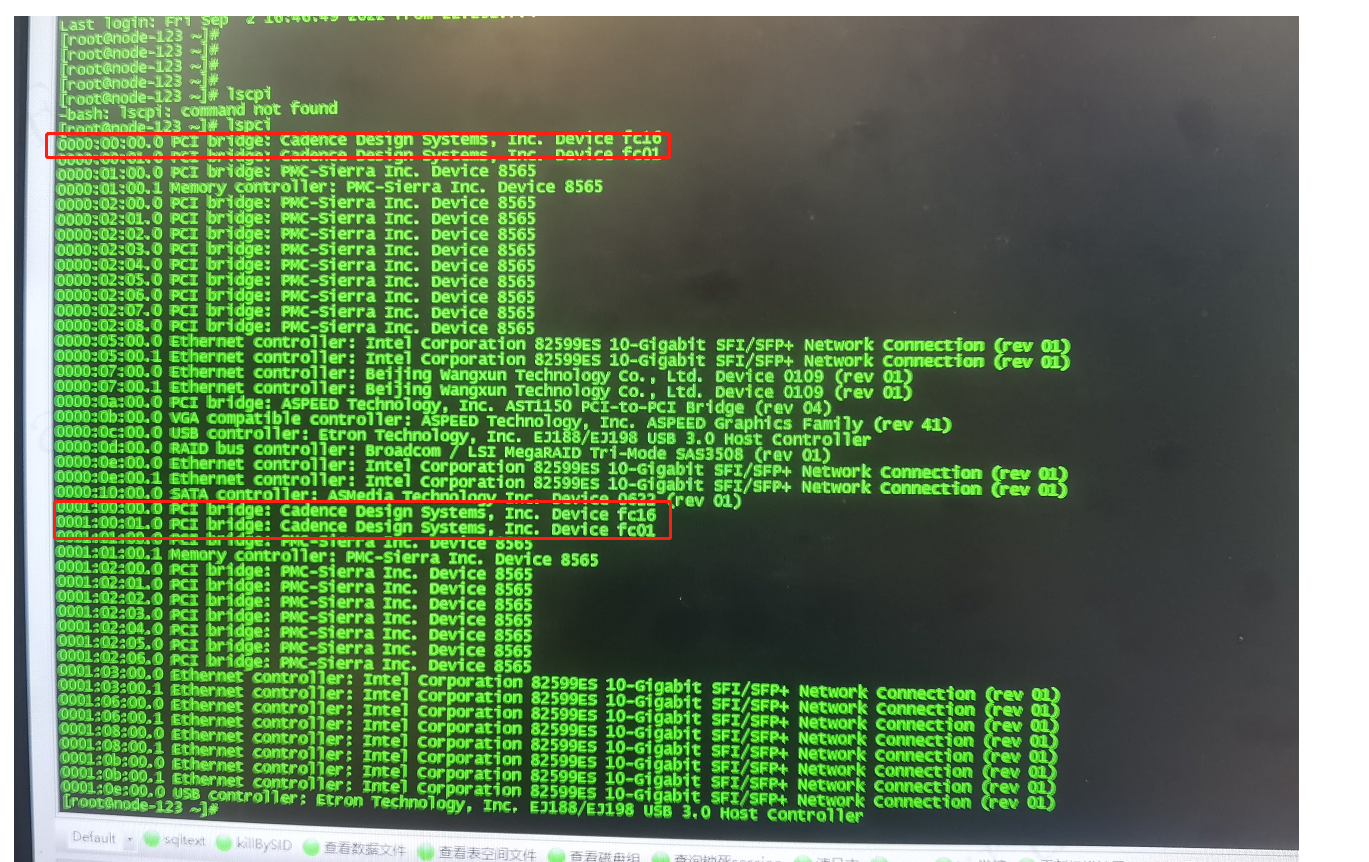 Last login: Fri Sep 2 16:46:49 2022 from
[root@node-123 ~]#
[root@node-123 ~]#
[root@node-123 ~]#
[root@node-123 ~]#
[root@node-123 ~]# lscpi
-bash: lscpi: command not found
[root@node-123 ~]# lspci
0000:00:00.0 PCI bridge: Cadence Design Systems, Inc. Device fc16
0000:00:01.0 PCI bridge: Cadence Design Systems, Inc. Device fc01
0000:01:00.0 PCI bridge: PMC-Sierra Inc. Device 8565
0000:01:00.1 Memory controller: PMC-Sierra Inc. Device 8565
0000:02:00.0 PCI bridge: PMC-Sierra Inc. Device 8565
0000:02:01.0 PCI bridge: PMC-Sierra Inc. Device 8565
0000:02:02.0 PCI bridge: PMC-Sierra Inc. Device 8565
0000:02:03.0 PCI bridge: PMC-Sierra Inc. Device 8565
0000:02:04.0 PCI bridge: PMC-Sierra Inc. Device 8565
0000:02:05.0 PCI bridge: PMC-Sierra Inc. Device 8565
0000:02:06.0 PCI bridge: PMC-Sierra Inc. Device 8565
0000:02:07.0 PCI bridge: PMC-Sierra Inc. Device 8565
0000:02:08.0 PCI bridge: PMC-Sierra Inc. Device 8565
0000:05:00.0 Ethernet controller: Intel Corporation 82599ES 10-Gigabit SFI/SFP+ Network Connection (rev 01)
0000:05:00.1 Ethernet controller: Intel Corporation 82599ES 10-Gigabit SFI/SFP+ Network Connection (rev 01)
0000:07:00.0 Ethernet controller: Beijing Wangxun Technology Co., Ltd. Device 0109 (rev 01)
0000:07:00.1 Ethernet controller: Beijing Wangxun Technology Co., Ltd. Device 0109 (rev 01)
0000:0a:00.0 PCI bridge: ASPEED Technology, Inc. AST1150 PCI-to-PCI Bridge (rev 04)
0000:0b:00.0 VGA compatible controller: ASPEED Technology, Inc. ASPEED Graphics Family (rev 41)
0000:0c:00.0 USB controller: Etron Technology, Inc. EJ188/EJ198 USB 3.0 Host Controller
0000:0d:00.0 RAID bus controller: Broadcom / LSI MegaRAID Tri-Mode SAS3508 (rev 01)
0000:0e:00.0 Ethernet controller: Intel Corporation 82599ES 10-Gigabit SFI/SFP+ Network Connection (rev 01)
0000:0e:00.1 Ethernet controller: Intel Corporation 82599ES 10-Gigabit SFI/SFP+ Network Connection (rev 01)
0000:10:00.0 SATA controller: ASMedia Technology Inc. Device 0622 (rev 01)
0001:00:00.0 PCI bridge: Cadence Design Systems, Inc. Device fc16
0001:00:01.0 PCI bridge: Cadence Design Systems, Inc. Device fc01
0001:01:00.0 PCI bridge: PMC-Sierra Inc. Device 8565
0001:01:00.1 Memory controller: PMC-Sierra Inc. Device 8565
0001:02:00.0 PCI bridge: PMC-Sierra Inc. Device 8565
0001:02:01.0 PCI bridge: PMC-Sierra Inc. Device 8565
0001:02:02.0 PCI bridge: PMC-Sierra Inc. Device 8565
0001:02:03.0 PCI bridge: PMC-Sierra Inc. Device 8565
0001:02:04.0 PCI bridge: PMC-Sierra Inc. Device 8565
0001:02:05.0 PCI bridge: PMC-Sierra Inc. Device 8565
0001:02:06.0 PCI bridge: PMC-Sierra Inc. Device 8565
0001:03:00.0 Ethernet controller: Intel Corporation 82599ES 10-Gigabit SFI/SFP+ Network Connection (rev 01)
0001:03:00.1 Ethernet controller: Intel Corporation 82599ES 10-Gigabit SFI/SFP+ Network Connection (rev 01)
0001:06:00.0 Ethernet controller: Intel Corporation 82599ES 10-Gigabit SFI/SFP+ Network Connection (rev 01)
0001:06:00.1 Ethernet controller: Intel Corporation 82599ES 10-Gigabit SFI/SFP+ Network Connection (rev 01)
0001:08:00.0 Ethernet controller: Intel Corporation 82599ES 10-Gigabit SFI/SFP+ Network Connection (rev 01)
0001:08:00.1 Ethernet controller: Intel Corporation 82599ES 10-Gigabit SFI/SFP+ Network Connection (rev 01)
0001:0b:00.0 Ethernet controller: Intel Corporation 82599ES 10-Gigabit SFI/SFP+ Network Connection (rev 01)
0001:0b:00.1 Ethernet controller: Intel Corporation 82599ES 10-Gigabit SFI/SFP+ Network Connection (rev 01)
0001:0e:00.0 USB controller: Etron Technology, Inc. EJ188/EJ198 USB 3.0 Host Controller
[root@node-123 ~]#
Default sqltext killBySID 查看数据文件 查看表空间文件 查看磁盘组